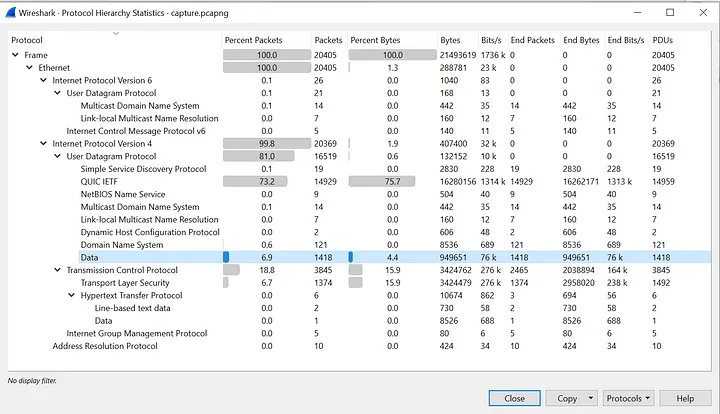 Wireshark · Protocol Hierarchy Statistics · capture.pcapng
Protocol Percent Packets Packets Percent Bytes Bytes Bits/s End Packets End Bytes End Bits/s PDUs
Frame 100.0 20405 100.0 21493619 1736 k 0 0 0 20405
Ethernet 100.0 20405 1.3 288781 23 k 0 0 0 20405
Internet Protocol Version 6 0.1 26 0.0 1040 83 0 0 0 26
User Datagram Protocol 0.1 21 0.0 168 13 0 0 0 21
Multicast Domain Name System 0.1 14 0.0 442 35 14 442 35 14
Link-local Multicast Name Resolution 0.0 7 0.0 160 12 7 160 12 7
Internet Control Message Protocol v6 0.0 5 0.0 140 11 5 140 11 5
Internet Protocol Version 4 99.8 20369 1.9 407400 32 k 0 0 0 20369
User Datagram Protocol 81.0 16519 0.6 132152 10 k 0 0 0 16519
Simple Service Discovery Protocol 0.1 19 0.0 2830 228 19 2830 228 19
QUIC IETF 73.2 14929 75.7 16280156 1314 k 14929 16262171 1313 k 14959
NetBIOS Name Service 0.0 9 0.0 504 40 9 504 40 9
Multicast Domain Name System 0.1 14 0.0 442 35 14 442 35 14
Link-local Multicast Name Resolution 0.0 7 0.0 160 12 7 160 12 7
Dynamic Host Configuration Protocol 0.0 2 0.0 606 48 2 606 48 2
Domain Name System 0.6 121 0.0 8536 689 121 8536 689 121
Data 6.9 1418 4.4 949651 76 k 1418 949651 76 k 1418
Transmission Control Protocol 18.8 3845 15.9 3424762 276 k 2465 2038894 164 k 3845
Transport Layer Security 6.7 1374 15.9 3424479 276 k 1374 2958020 238 k 1492
Hypertext Transfer Protocol 0.0 6 0.0 10674 862 3 694 56 6
Line-based text data 0.0 2 0.0 730 58 2 730 58 2
Data 0.0 1 0.0 8526 688 1 8526 688 1
Internet Group Management Protocol 0.0 5 0.0 80 6 5 80 6 5
Address Resolution Protocol 0.0 10 0.0 424 34 10 424 34 10
No display filter.
Close Copy Protocols Help